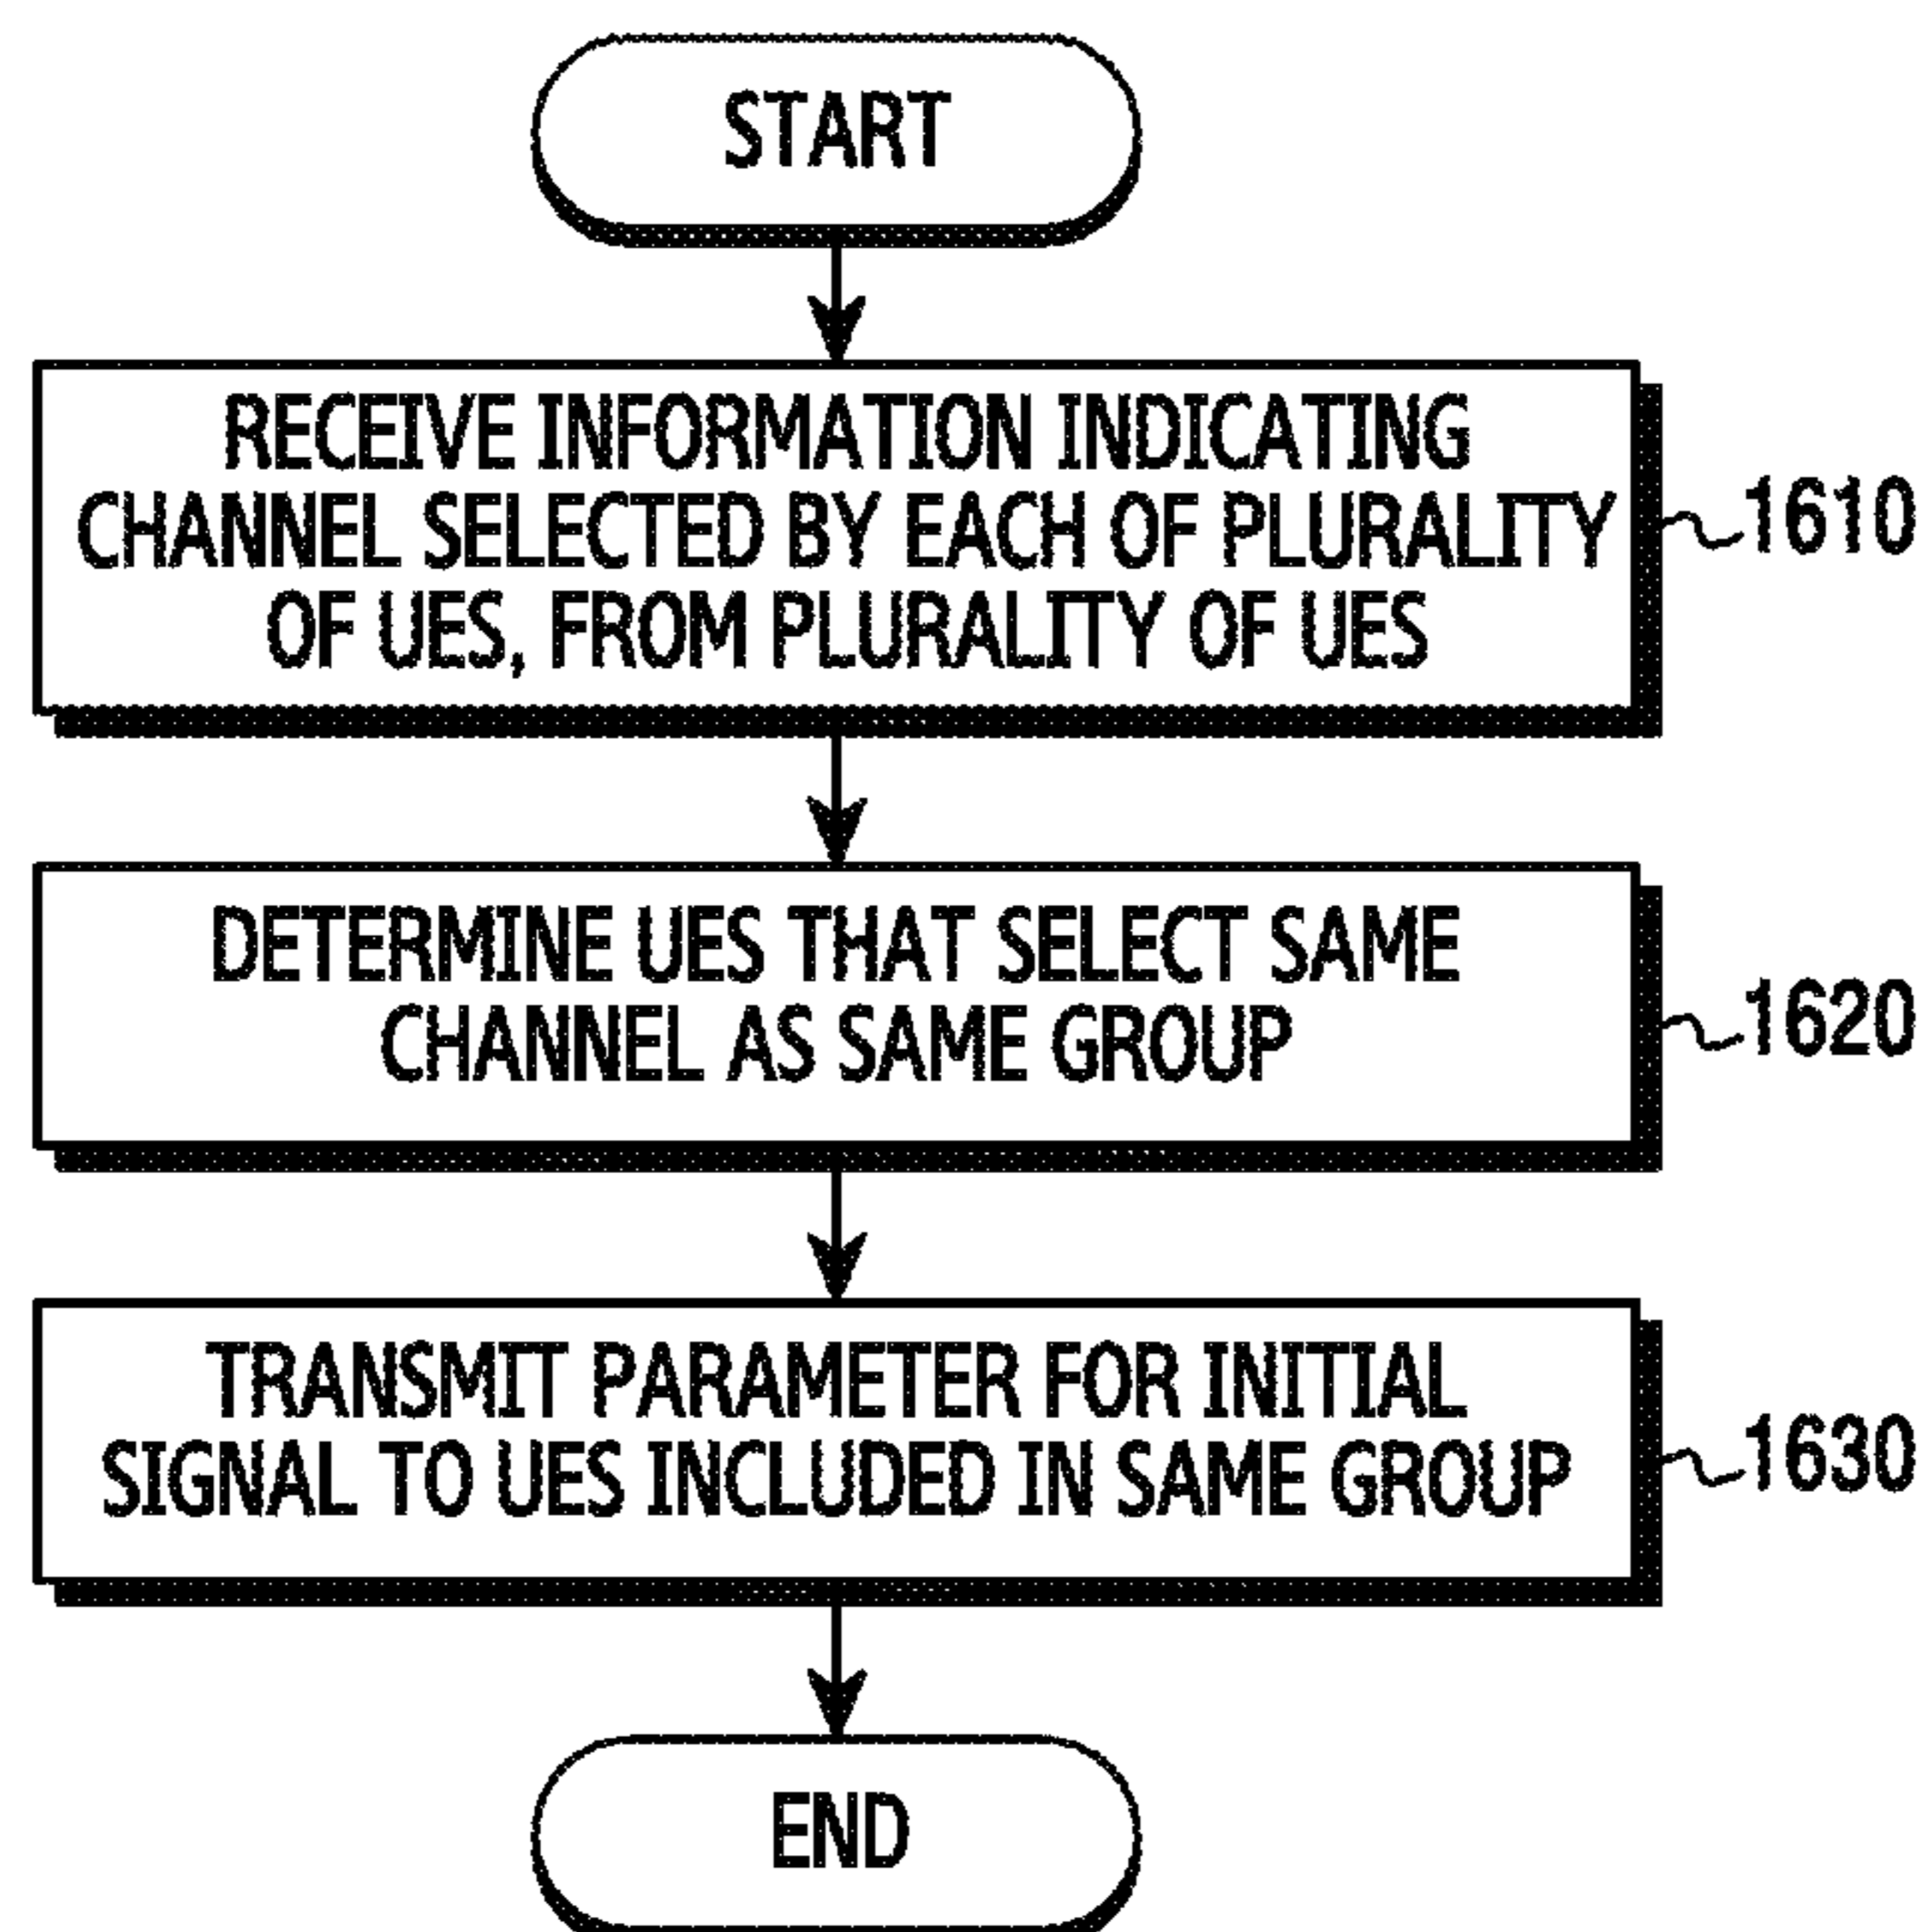 START
RECEIVE INFORMATION INDICATING
CHANNEL SELECTED BY EACH OF PLURALITY
OF UES, FROM PLURALITY OF UES
1610
DETERMINE UES THAT SELECT SAME
CHANNEL AS SAME GROUP
1620
TRANSMIT PARAMETER FOR INITIAL
SIGNAL TO UES INCLUDED IN SAME GROUP
1630
END